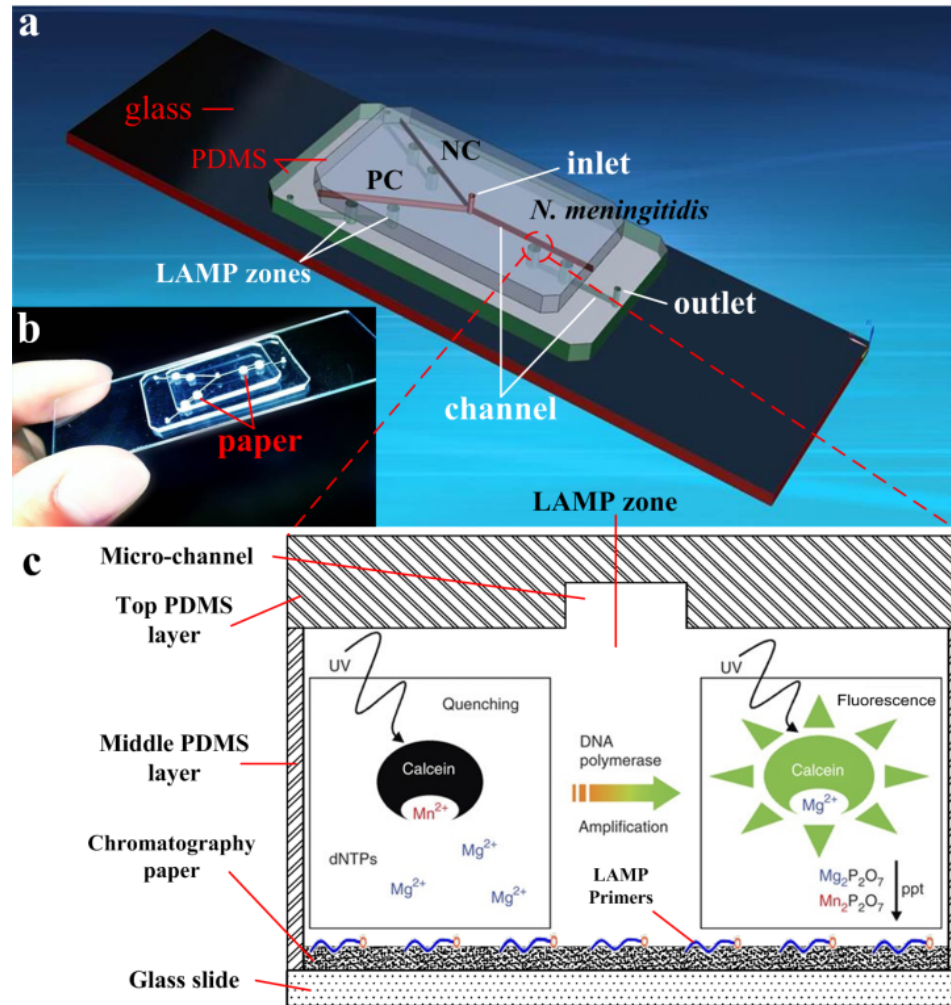 a
glass
PDMS
NC
PC
inlet
N. meningitidis
LAMP zones
outlet
channel
b
paper
LAMP zone
c
Micro-channel
Top PDMS
layer
UV
Quenching
Calcein
Mn2+
dNTPs
Mg2+
Mg2+
Mg2+
DNA
polymerase
Amplification
UV
Fluorescence
Calcein
Mg2+
Mg2P2O7
Mn2P2O7
ppt
Middle PDMS
layer
Chromatography
paper
LAMP
Primers
Glass slide